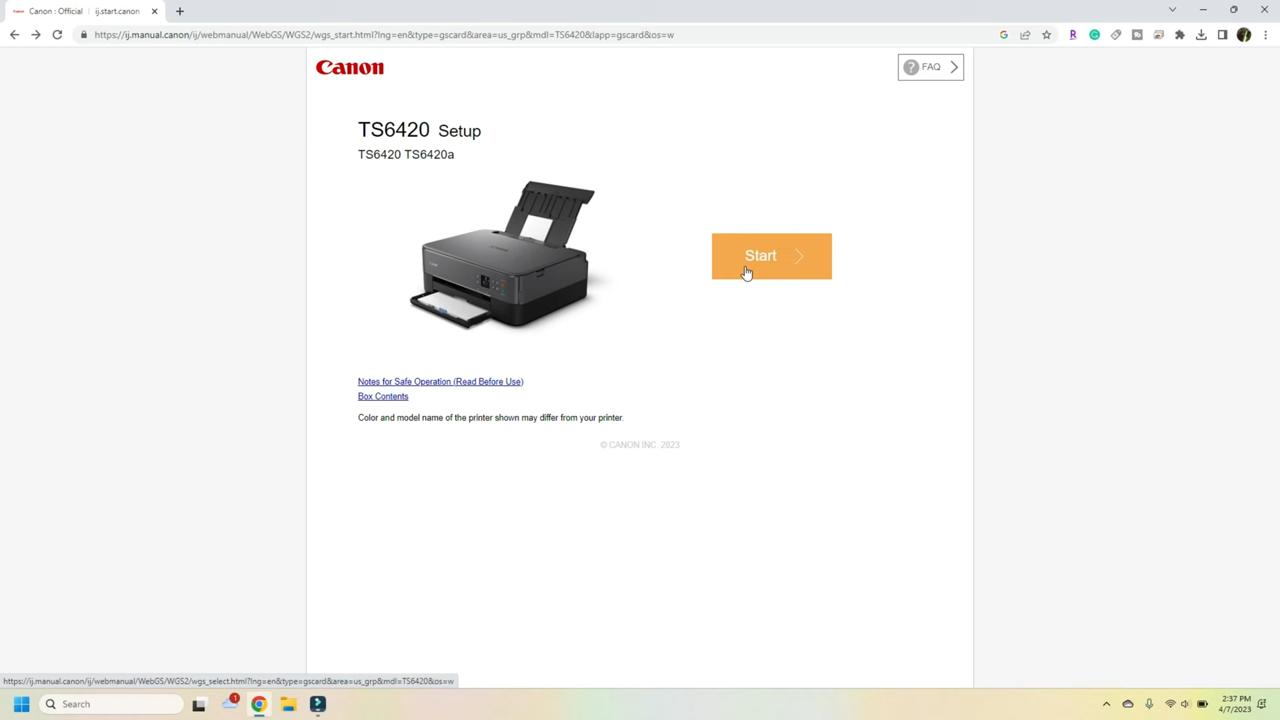 Canon : Official | ij.start.canon
https://ij.manual.canon/ij/webmanual/WebGS/WGS2/wgs_start.html?lng=en&type=gscard&area=us_grp&mdl=TS6420&lapp=gscard&os=w
Canon
? FAQ
TS6420 Setup
TS6420 TS6420a
Start
Notes for Safe Operation (Read Before Use)
Box Contents
Color and model name of the printer shown may differ from your printer.
© CANON INC. 2023
https://ij.manual.canon/ij/webmanual/WebGS/WGS2/wgs_select.html?lng=en&type=gscard&area=us_grp&mdl=TS6420&os=w
Search
1
2:37 PM
4/7/2023